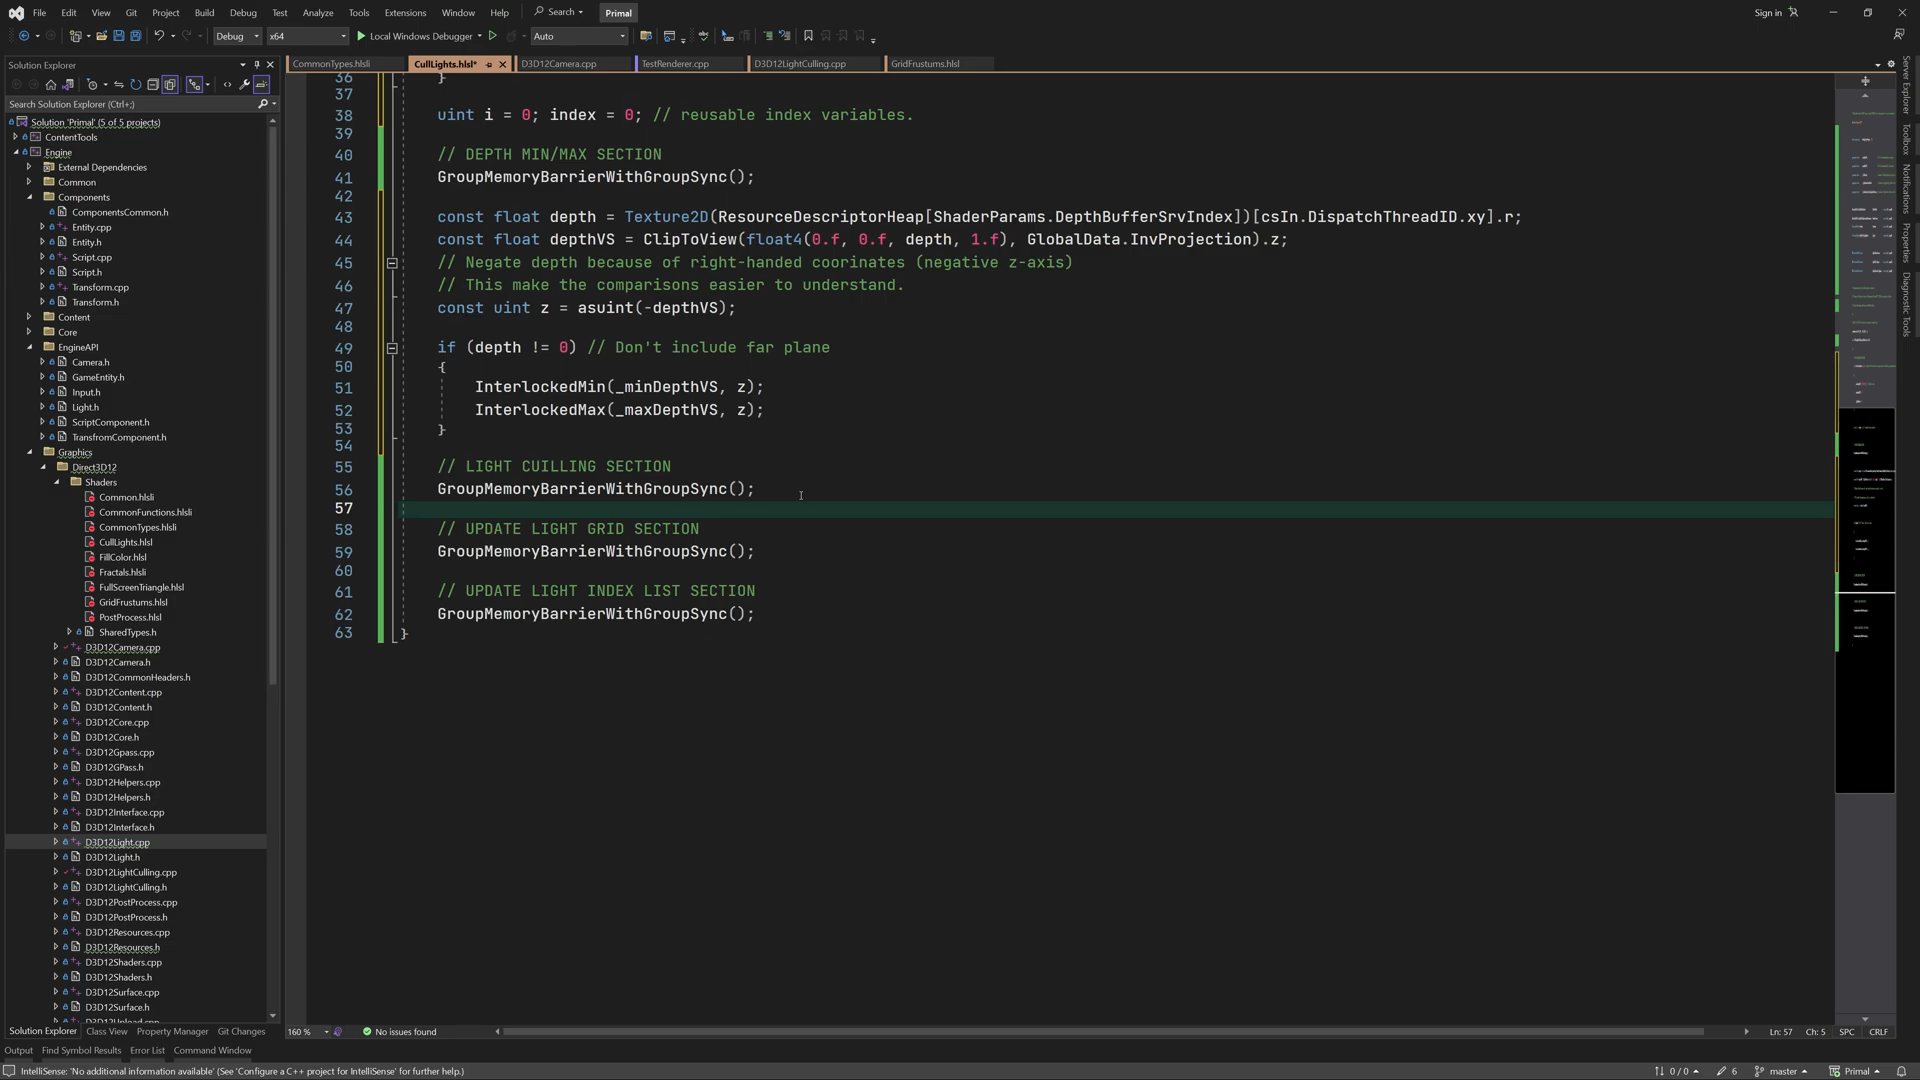 File Edit View Git Project Build Debug Test Analyze Tools Extensions Window Help Search Primal Sign in
Debug x64 Local Windows Debugger Auto
Solution Explorer
CommonTypes.hlsli CullLights.hlsl* D3D12Camera.cpp TestRenderer.cpp D3D12LightCulling.cpp GridFrustums.hlsl
Search Solution Explorer (Ctrl+;)
Solution 'Primal' (5 of 5 projects)
ContentTools
Engine
External Dependencies
Common
Components
ComponentsCommon.h
Entity.cpp
Entity.h
Script.cpp
Script.h
Transform.cpp
Transform.h
Content
Core
EngineAPI
Camera.h
GameEntity.h
Input.h
Light.h
ScriptComponent.h
TransfromComponent.h
Graphics
Direct3D12
Shaders
Common.hlsli
CommonFunctions.hlsli
CommonTypes.hlsli
CullLights.hlsl
FillColor.hlsl
Fractals.hlsli
FullScreenTriangle.hlsl
GridFrustums.hlsl
PostProcess.hlsl
SharedTypes.h
D3D12Camera.cpp
D3D12Camera.h
D3D12CommonHeaders.h
D3D12Content.cpp
D3D12Content.h
D3D12Core.cpp
D3D12Core.h
D3D12Gpass.cpp
D3D12GPass.h
D3D12Helpers.cpp
D3D12Helpers.h
D3D12Interface.cpp
D3D12Interface.h
D3D12Light.cpp
D3D12Light.h
D3D12LightCulling.cpp
D3D12LightCulling.h
D3D12PostProcess.cpp
D3D12PostProcess.h
D3D12Resources.cpp
D3D12Resources.h
D3D12Shaders.cpp
D3D12Shaders.h
D3D12Surface.cpp
D3D12Surface.h
D3D12Upload.cpp
Solution Explorer Class View Property Manager Git Changes
36 }
37
38 uint i = 0; index = 0; // reusable index variables.
39
40 // DEPTH MIN/MAX SECTION
41 GroupMemoryBarrierWithGroupSync();
42
43 const float depth = Texture2D(ResourceDescriptorHeap[ShaderParams.DepthBufferSrvIndex])[csIn.DispatchThreadID.xy].r;
44 const float depthVS = ClipToView(float4(0.f, 0.f, depth, 1.f), GlobalData.InvProjection).z;
45 // Negate depth because of right-handed coorinates (negative z-axis)
46 // This make the comparisons easier to understand.
47 const uint z = asuint(-depthVS);
48
49 if (depth != 0) // Don't include far plane
50 {
51 InterlockedMin(_minDepthVS, z);
52 InterlockedMax(_maxDepthVS, z);
53 }
54
55 // LIGHT CUILLING SECTION
56 GroupMemoryBarrierWithGroupSync();
57
58 // UPDATE LIGHT GRID SECTION
59 GroupMemoryBarrierWithGroupSync();
60
61 // UPDATE LIGHT INDEX LIST SECTION
62 GroupMemoryBarrierWithGroupSync();
63 }
Server Explorer
Toolbox
Notifications
Properties
Diagnostic Tools
160 % No issues found Ln: 57 Ch: 5 SPC CRLF
Output Find Symbol Results Error List Command Window
IntelliSense: 'No additional information available' (See 'Configure a C++ project for IntelliSense' for further help.) 0 / 0 6 master Primal